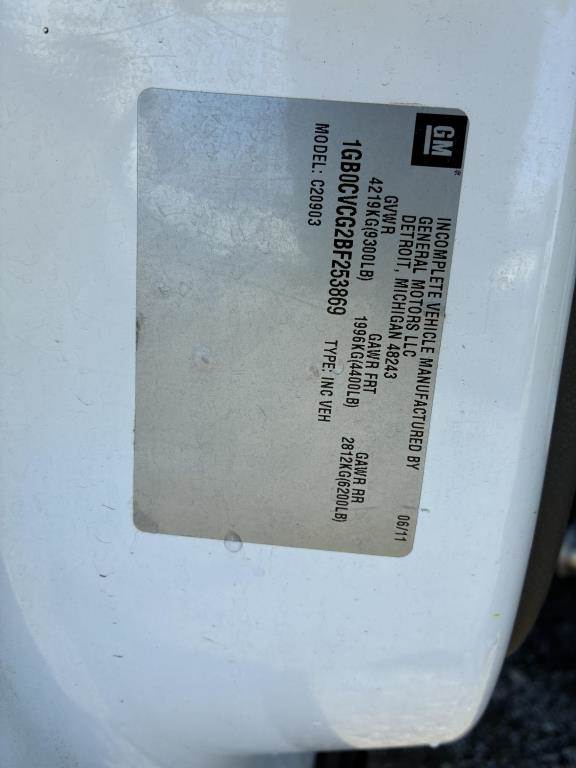 GM
INCOMPLETE VEHICLE MANUFACTURED BY
GENERAL MOTORS LLC
DETROIT, MICHIGAN 48243 06/11
GVWR GAWR FRT GAWR RR
4219KG(9300LB) 1996KG(4400LB) 2812KG(6200LB)
1GB0CVCG2BF253869 TYPE: INC VEH
MODEL: C20903